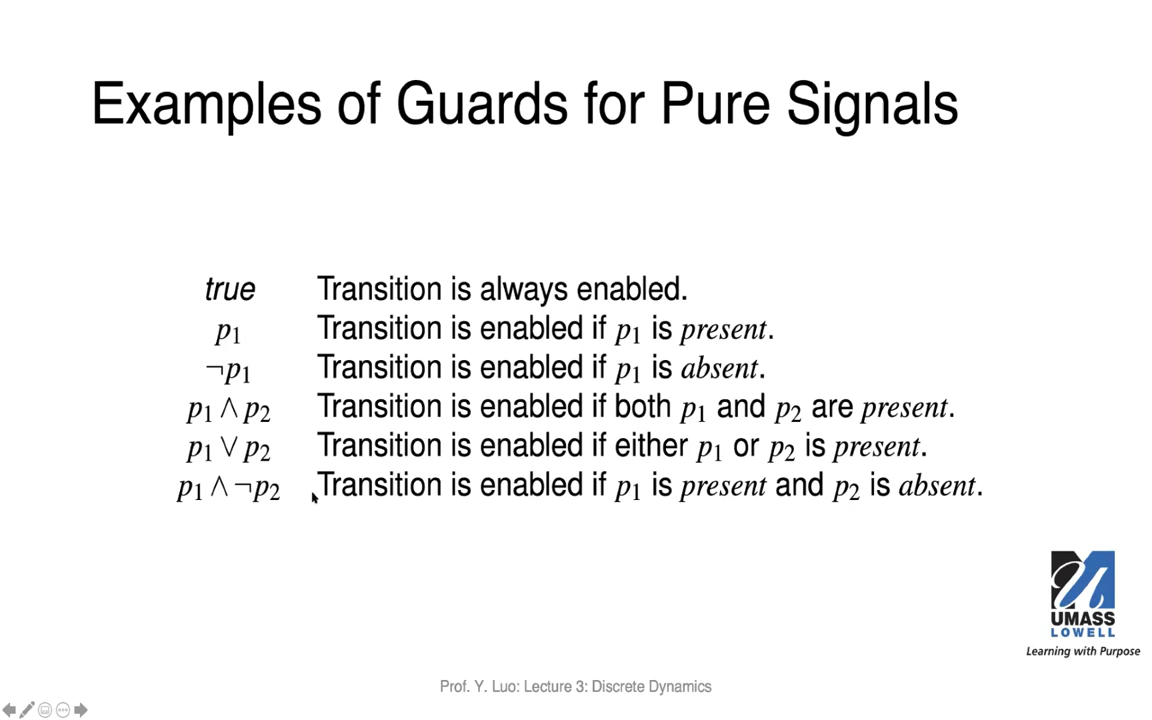 Examples of Guards for Pure Signals
true Transition is always enabled.
p₁ Transition is enabled if p₁ is present.
¬p₁ Transition is enabled if p₁ is absent.
p₁ ∧ p₂ Transition is enabled if both p₁ and p₂ are present.
p₁ ∨ p₂ Transition is enabled if either p₁ or p₂ is present.
p₁ ∧ ¬p₂ Transition is enabled if p₁ is present and p₂ is absent.
UMASS
LOWELL
Learning with Purpose
Prof. Y. Luo: Lecture 3: Discrete Dynamics